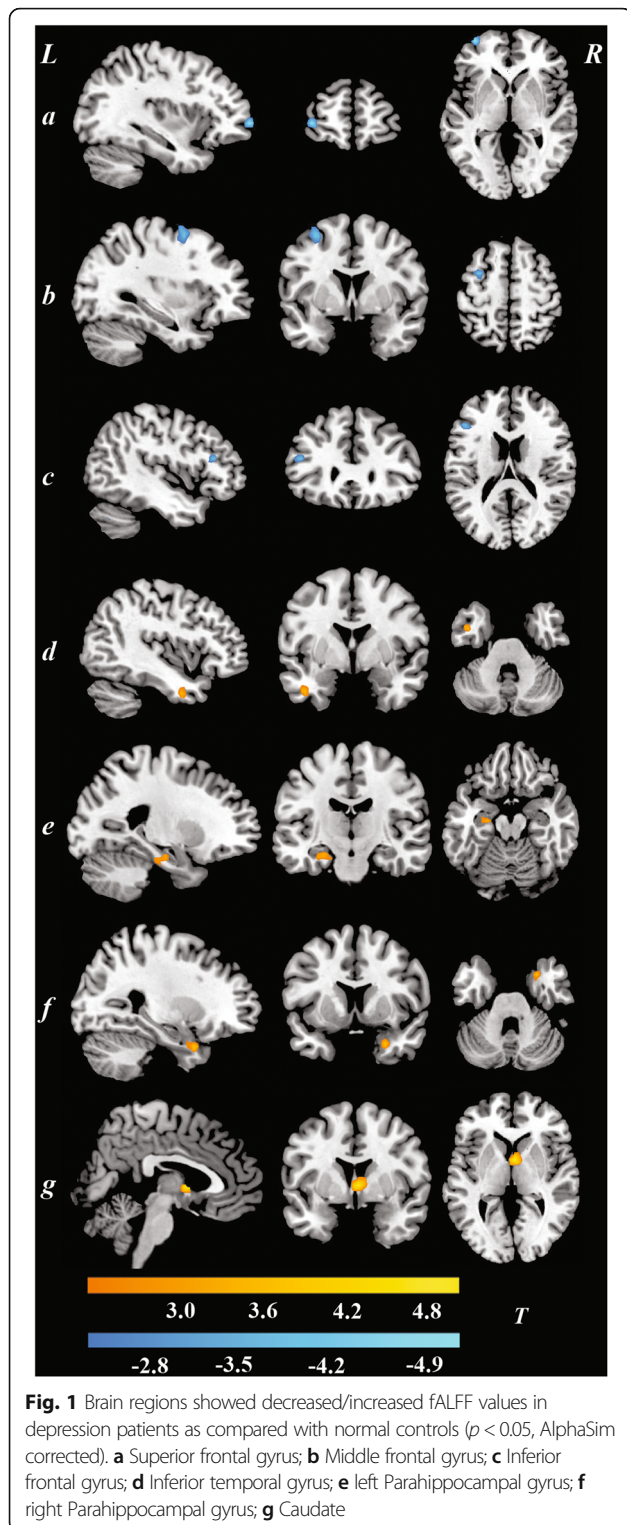 L R
a
b
c
d
e
f
g
3.0 3.6 4.2 4.8 T
-2.8 -3.5 -4.2 -4.9
Fig. 1 Brain regions showed decreased/increased fALFF values in
depression patients as compared with normal controls (p < 0.05, AlphaSim
corrected). a Superior frontal gyrus; b Middle frontal gyrus; c Inferior
frontal gyrus; d Inferior temporal gyrus; e left Parahippocampal gyrus; f
right Parahippocampal gyrus; g Caudate